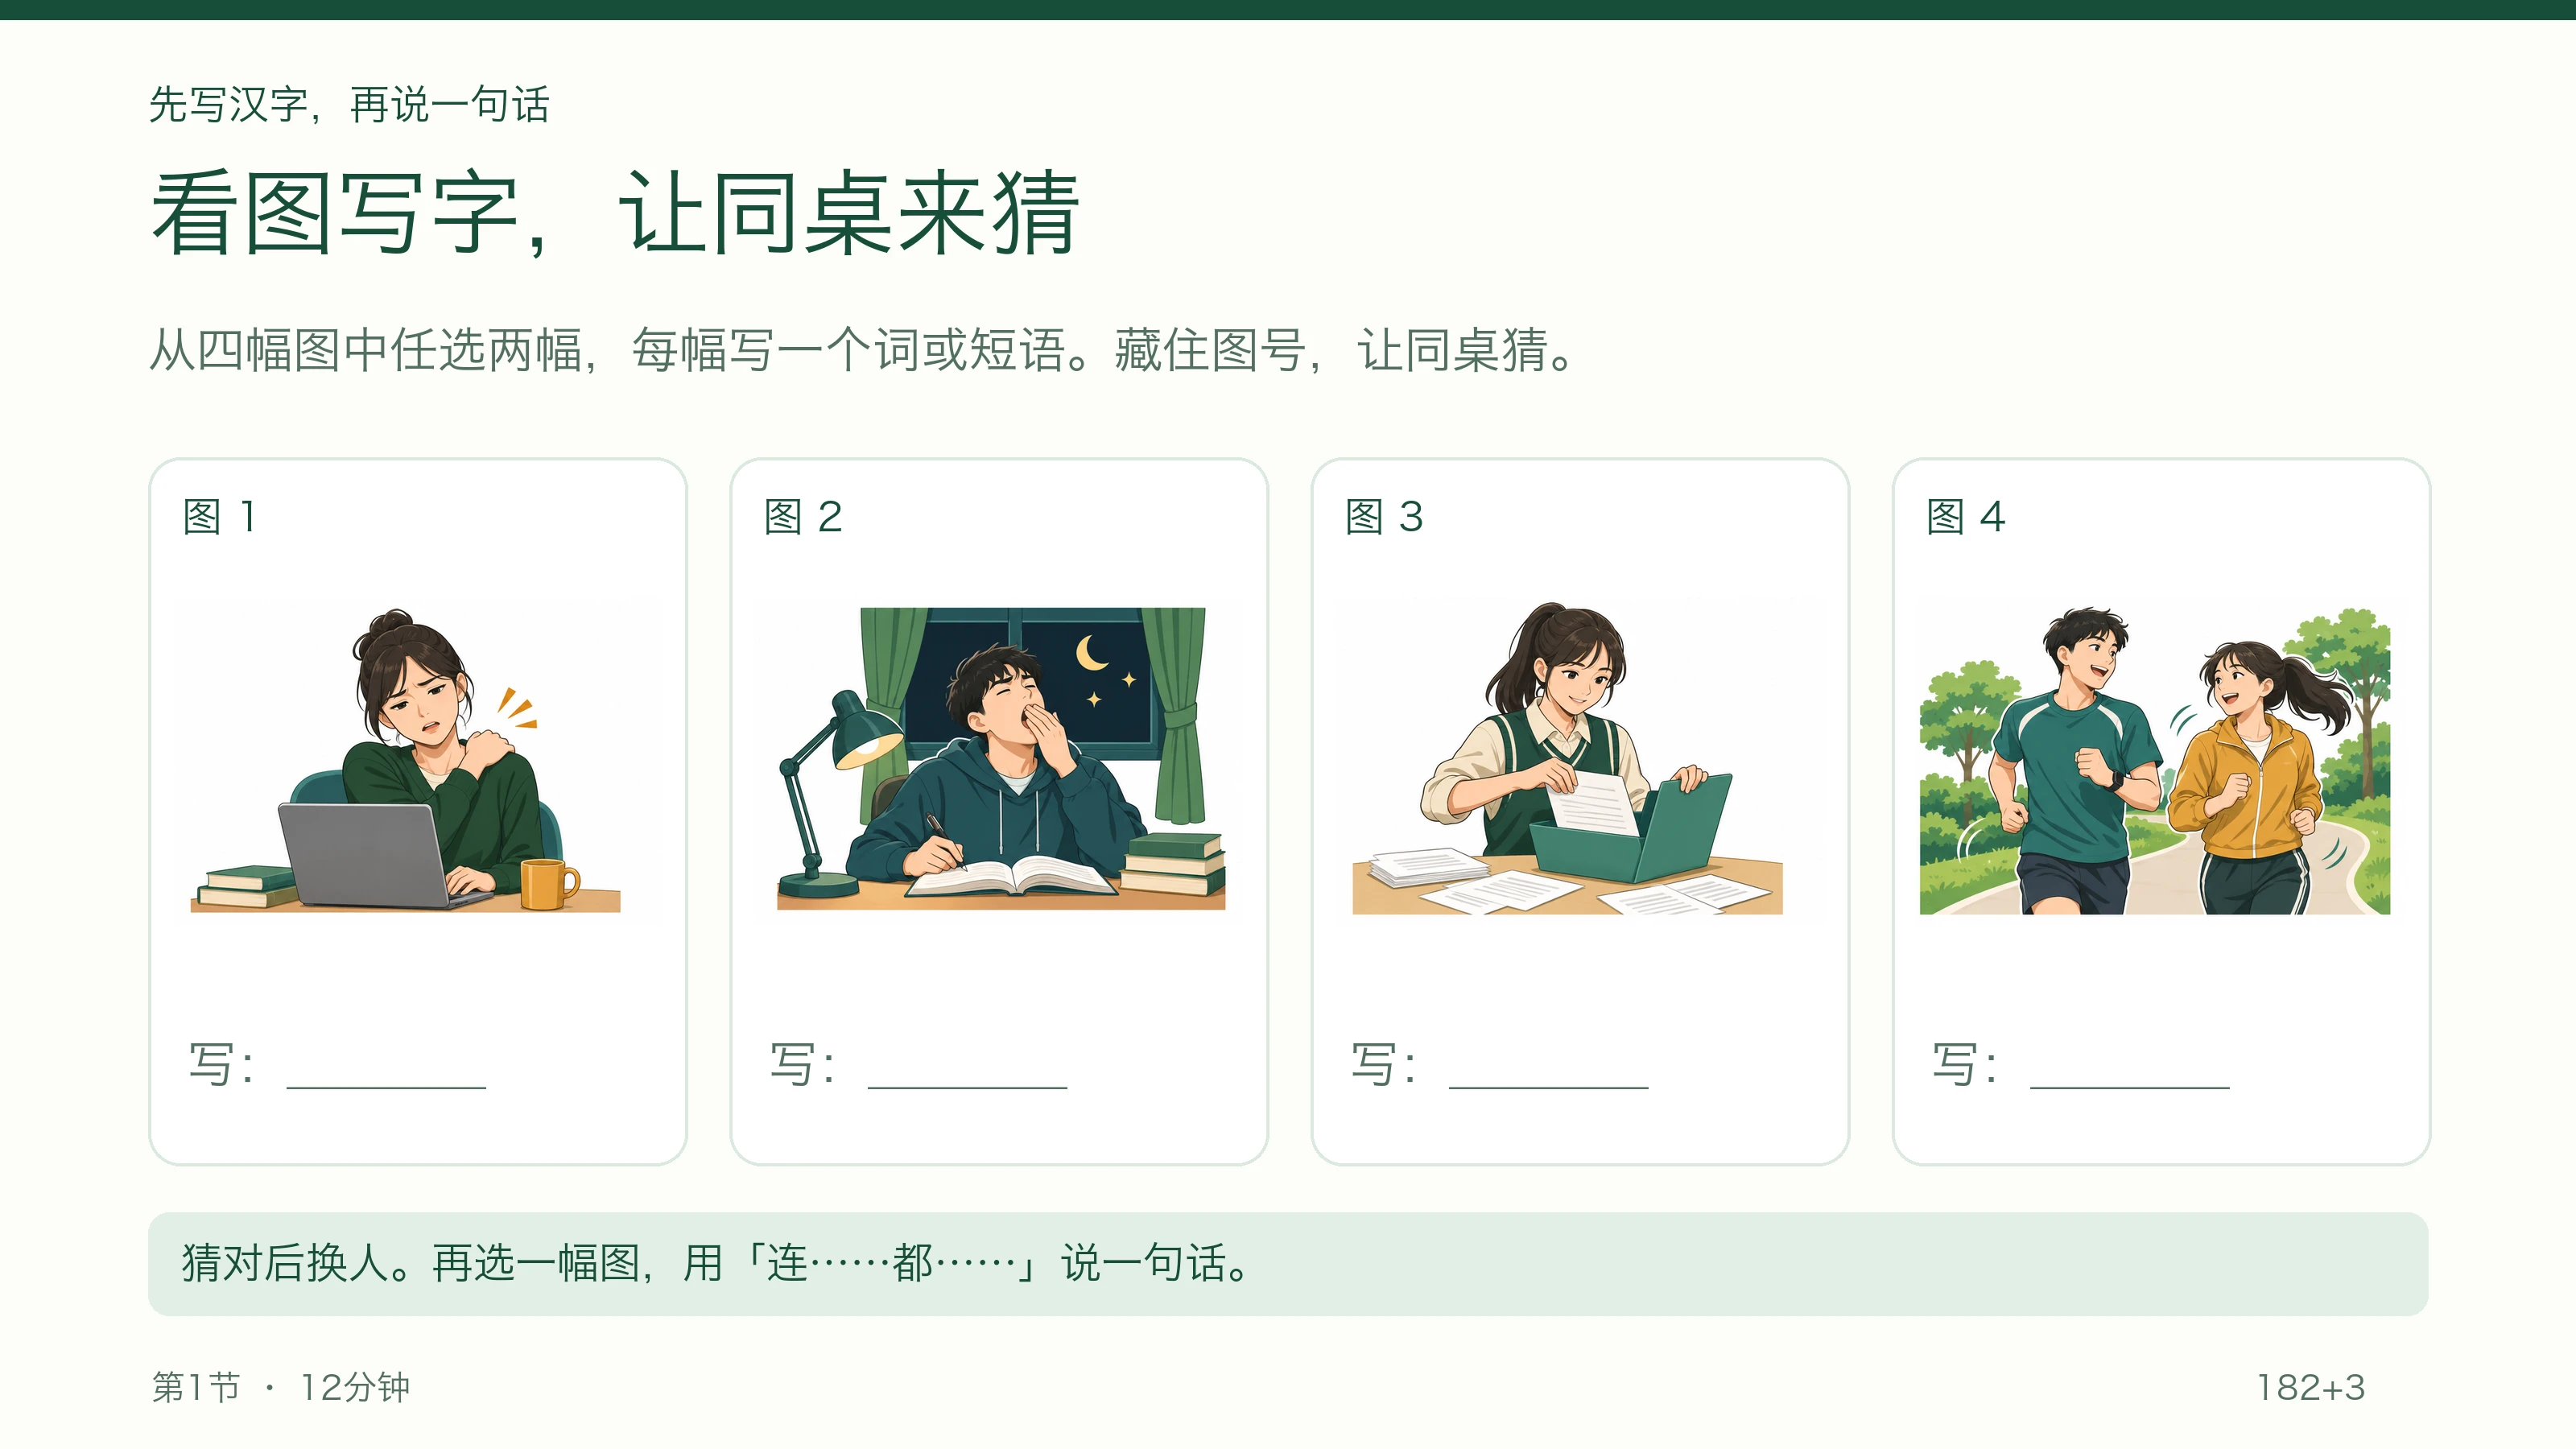 先写汉字，再说一句话
看图写字，让同桌来猜
从四幅图中任选两幅，每幅写一个词或短语。藏住图号，让同桌猜。
图 1
图 2
图 3
图 4
写：________
写：________
写：________
写：________
猜对后换人。再选一幅图，用「连……都……」说一句话。
第1节 · 12分钟
182+3